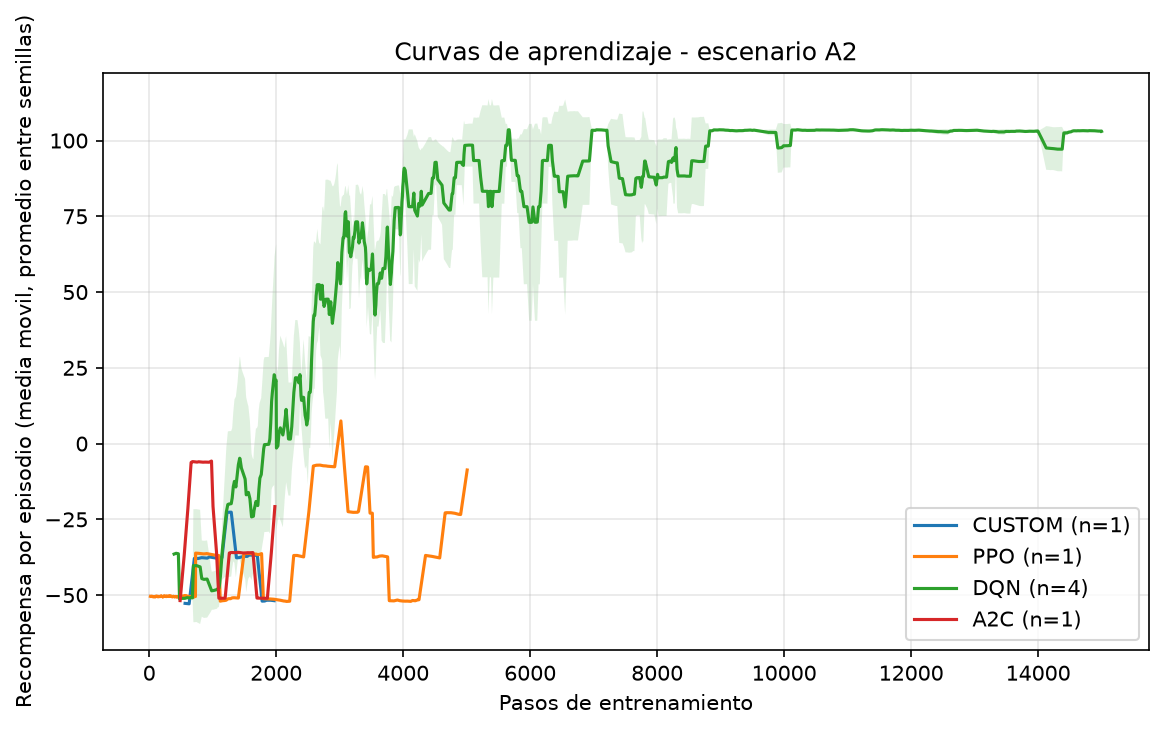 Curvas de aprendizaje - escenario A2
Recompensa por episodio (media movil, promedio entre semillas)
100
75
50
25
0
−25
−50
0 2000 4000 6000 8000 10000 12000 14000
Pasos de entrenamiento
CUSTOM (n=1)
PPO (n=1)
DQN (n=4)
A2C (n=1)